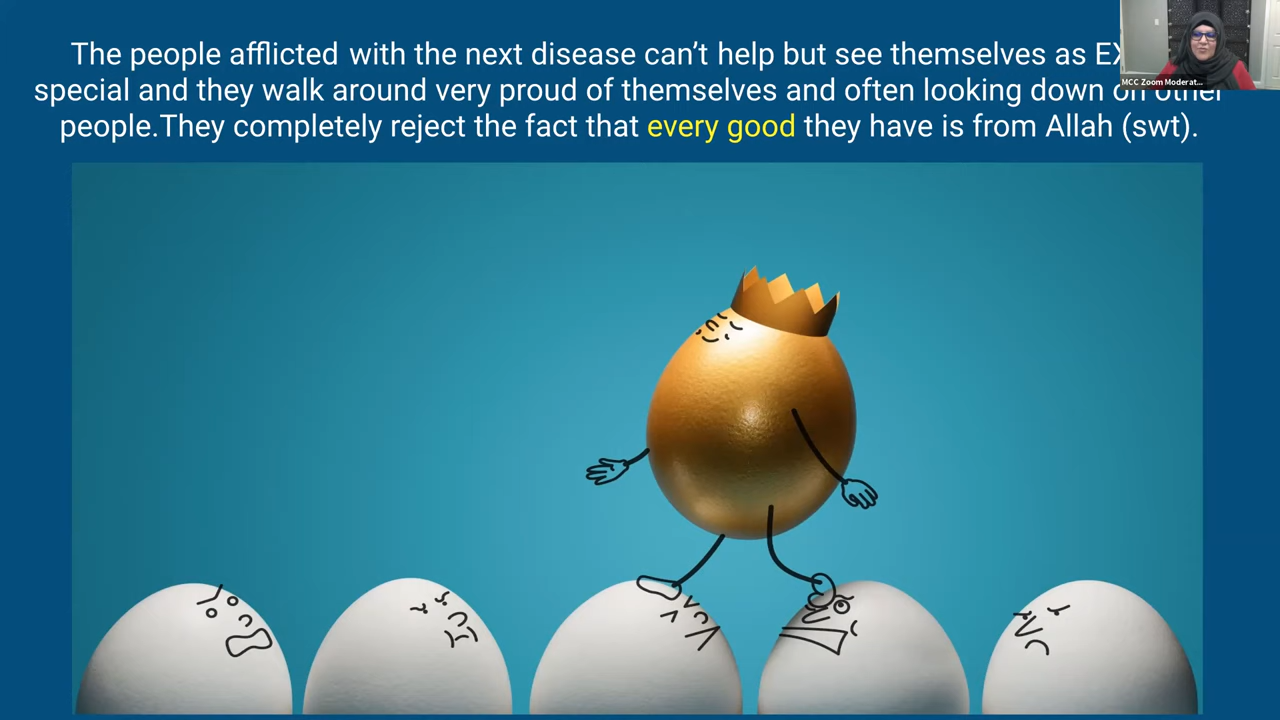 The people afflicted with the next disease can’t help but see themselves as
special and they walk around very proud of themselves and often looking down on other
people.They completely reject the fact that every good they have is from Allah (swt).
MCC Zoom Moderat...